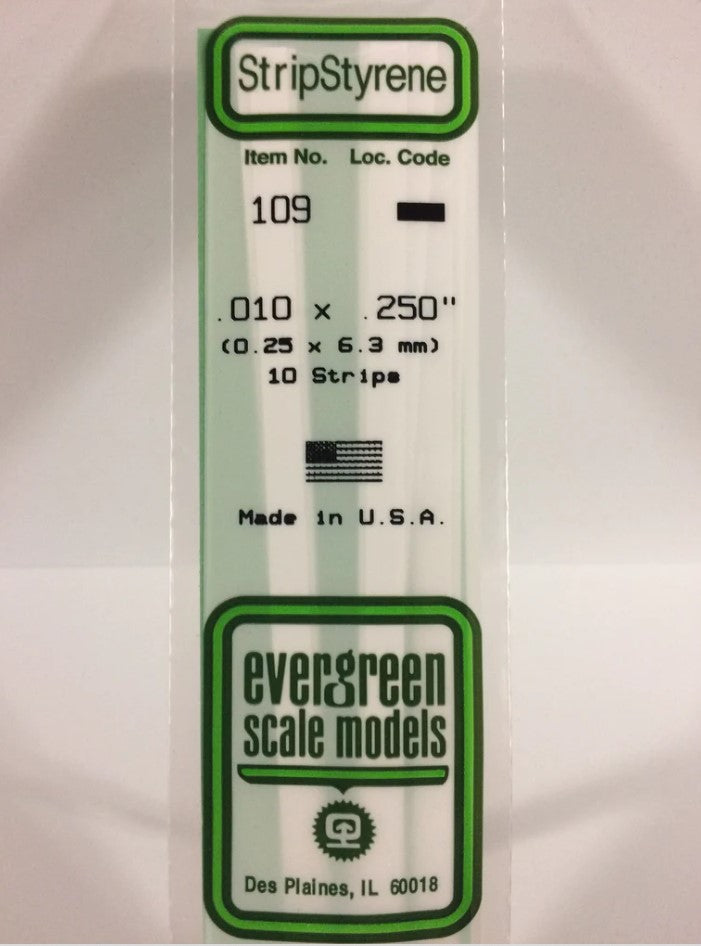 StripStyrene
Item No. Loc. Code
109
.010 x .250"
(0.25 x 6.3 mm)
10 Strips
Made in U.S.A.
evergreen
scale models
Des Plaines, IL 60018